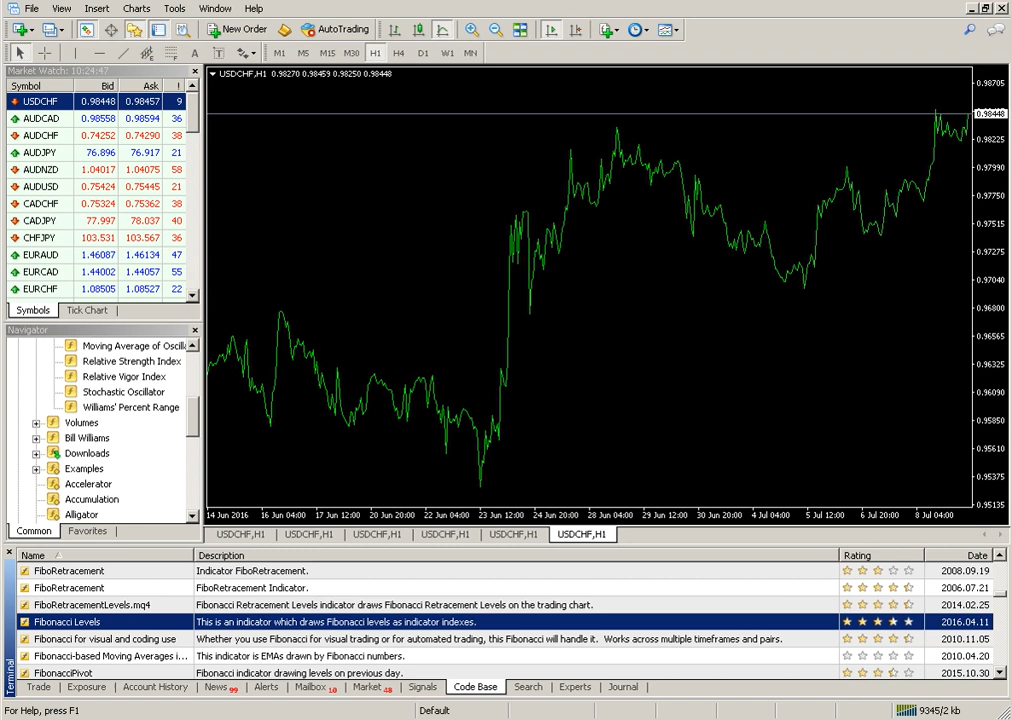 File View Insert Charts Tools Window Help
New Order AutoTrading
A T M1 M5 M15 M30 H1 H4 D1 W1 MN
Market Watch: 10:24:47
Symbol Bid Ask !
USDCHF 0.98448 0.98457 9
AUDCAD 0.98558 0.98594 36
AUDCHF 0.74252 0.74290 38
AUDJPY 76.896 76.917 21
AUDNZD 1.04017 1.04075 58
AUDUSD 0.75424 0.75445 21
CADCHF 0.75324 0.75362 38
CADJPY 77.997 78.037 40
CHFJPY 103.531 103.567 36
EURAUD 1.46087 1.46134 47
EURCAD 1.44002 1.44057 55
EURCHF 1.08505 1.08527 22
Symbols Tick Chart
Navigator
Moving Average of Oscilla
Relative Strength Index
Relative Vigor Index
Stochastic Oscillator
Williams' Percent Range
Volumes
Bill Williams
Downloads
Examples
Accelerator
Accumulation
Alligator
Common Favorites
USDCHF,H1 0.98270 0.98459 0.98250 0.98448
0.98705
0.98448
0.98225
0.97990
0.97750
0.97515
0.97275
0.97040
0.96800
0.96565
0.96325
0.96090
0.95850
0.95610
0.95375
0.95135
14 Jun 2016 16 Jun 04:00 17 Jun 12:00 20 Jun 20:00 22 Jun 04:00 23 Jun 12:00 24 Jun 20:00 28 Jun 04:00 29 Jun 12:00 30 Jun 20:00 4 Jul 04:00 5 Jul 12:00 6 Jul 20:00 8 Jul 04:00
USDCHF,H1 USDCHF,H1 USDCHF,H1 USDCHF,H1 USDCHF,H1 USDCHF,H1
Name Description Rating Date
FiboRetracement Indicator FiboRetracement. 2008.09.19
FiboRetracement FiboRetracement Indicator. 2006.07.21
FiboRetracementLevels.mq4 Fibonacci Retracement Levels indicator draws Fibonacci Retracement Levels on the trading chart. 2014.02.25
Fibonacci Levels This is an indicator which draws Fibonacci levels as indicator indexes. 2016.04.11
Fibonacci for visual and coding use Whether you use Fibonacci for visual trading or for automated trading, this Fibonacci will handle it. Works across multiple timeframes and pairs. 2010.11.05
Fibonacci-based Moving Averages i... This indicator is EMAs drawn by Fibonacci numbers. 2010.04.20
FibonacciPivot Fibonacci indicator drawing levels on previous day. 2015.10.30
Terminal
Trade Exposure Account History News 99 Alerts Mailbox 10 Market 48 Signals Code Base Search Experts Journal
For Help, press F1 Default 9345/2 kb